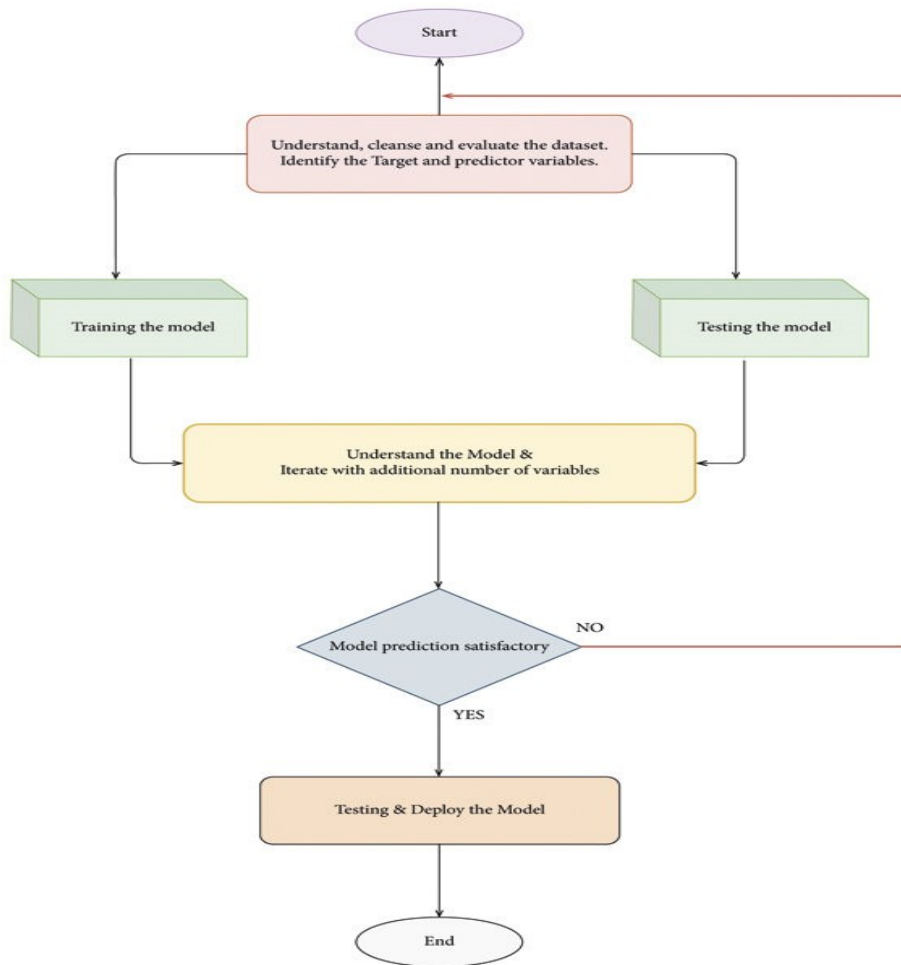 Start
Understand, cleanse and evaluate the dataset.
Identify the Target and predictor variables.
Training the model
Testing the model
Understand the Model &
Iterate with additional number of variables
Model prediction satisfactory
NO
YES
Testing & Deploy the Model
End